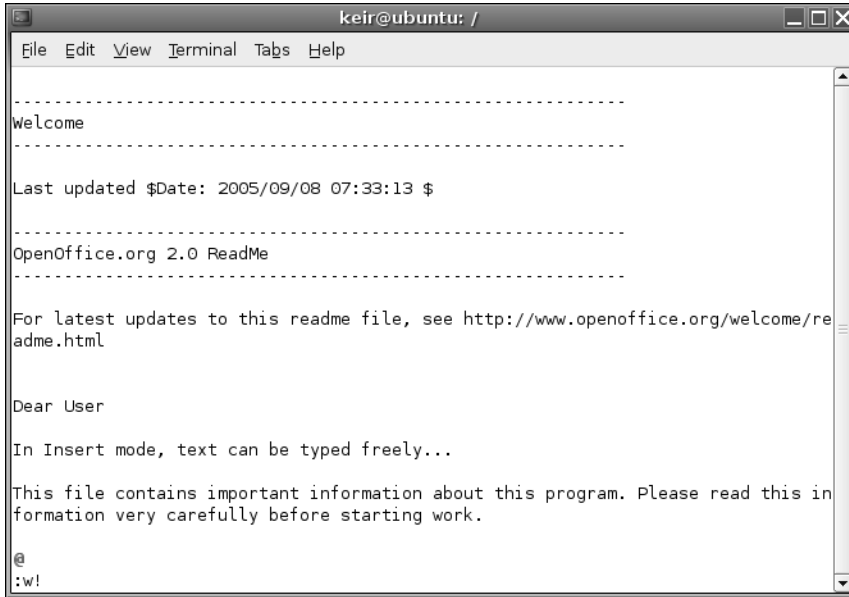 keir@ubuntu: /
File Edit View Terminal Tabs Help
------------------------------------------------------------
Welcome
------------------------------------------------------------
Last updated $Date: 2005/09/08 07:33:13 $
------------------------------------------------------------
OpenOffice.org 2.0 ReadMe
------------------------------------------------------------
For latest updates to this readme file, see http://www.openoffice.org/welcome/re
adme.html
Dear User
In Insert mode, text can be typed freely...
This file contains important information about this program. Please read this in
formation very carefully before starting work.
@
:w!